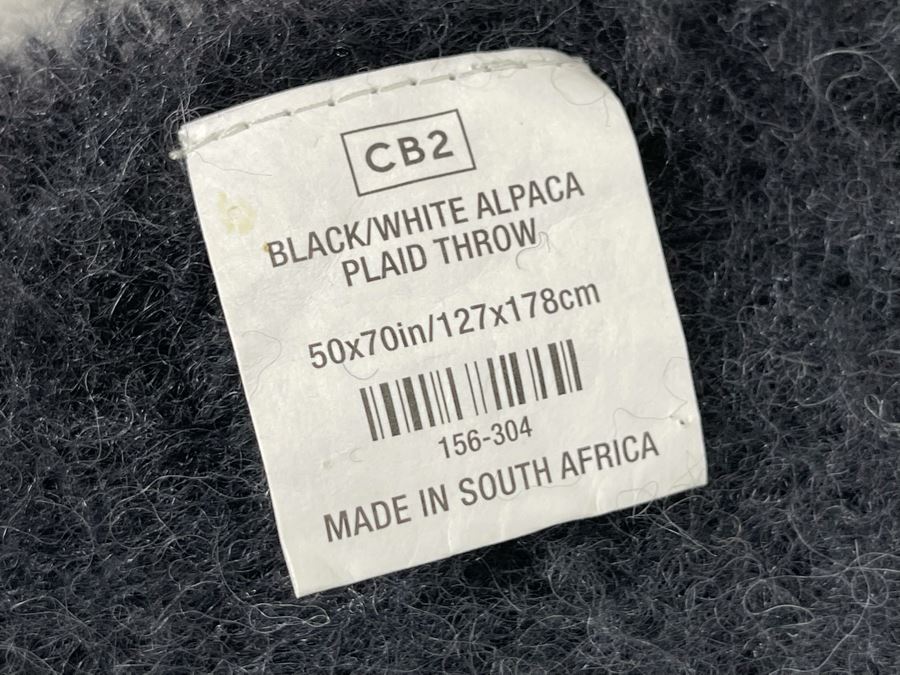 CB2
BLACK/WHITE ALPACA
PLAID THROW
50x70in/127x178cm
156-304
MADE IN SOUTH AFRICA